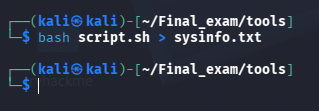 ┌──(kali㉿kali)-[~/Final_exam/tools]
└─$ bash script.sh > sysinfo.txt
┌──(kali㉿kali)-[~/Final_exam/tools]
└─$